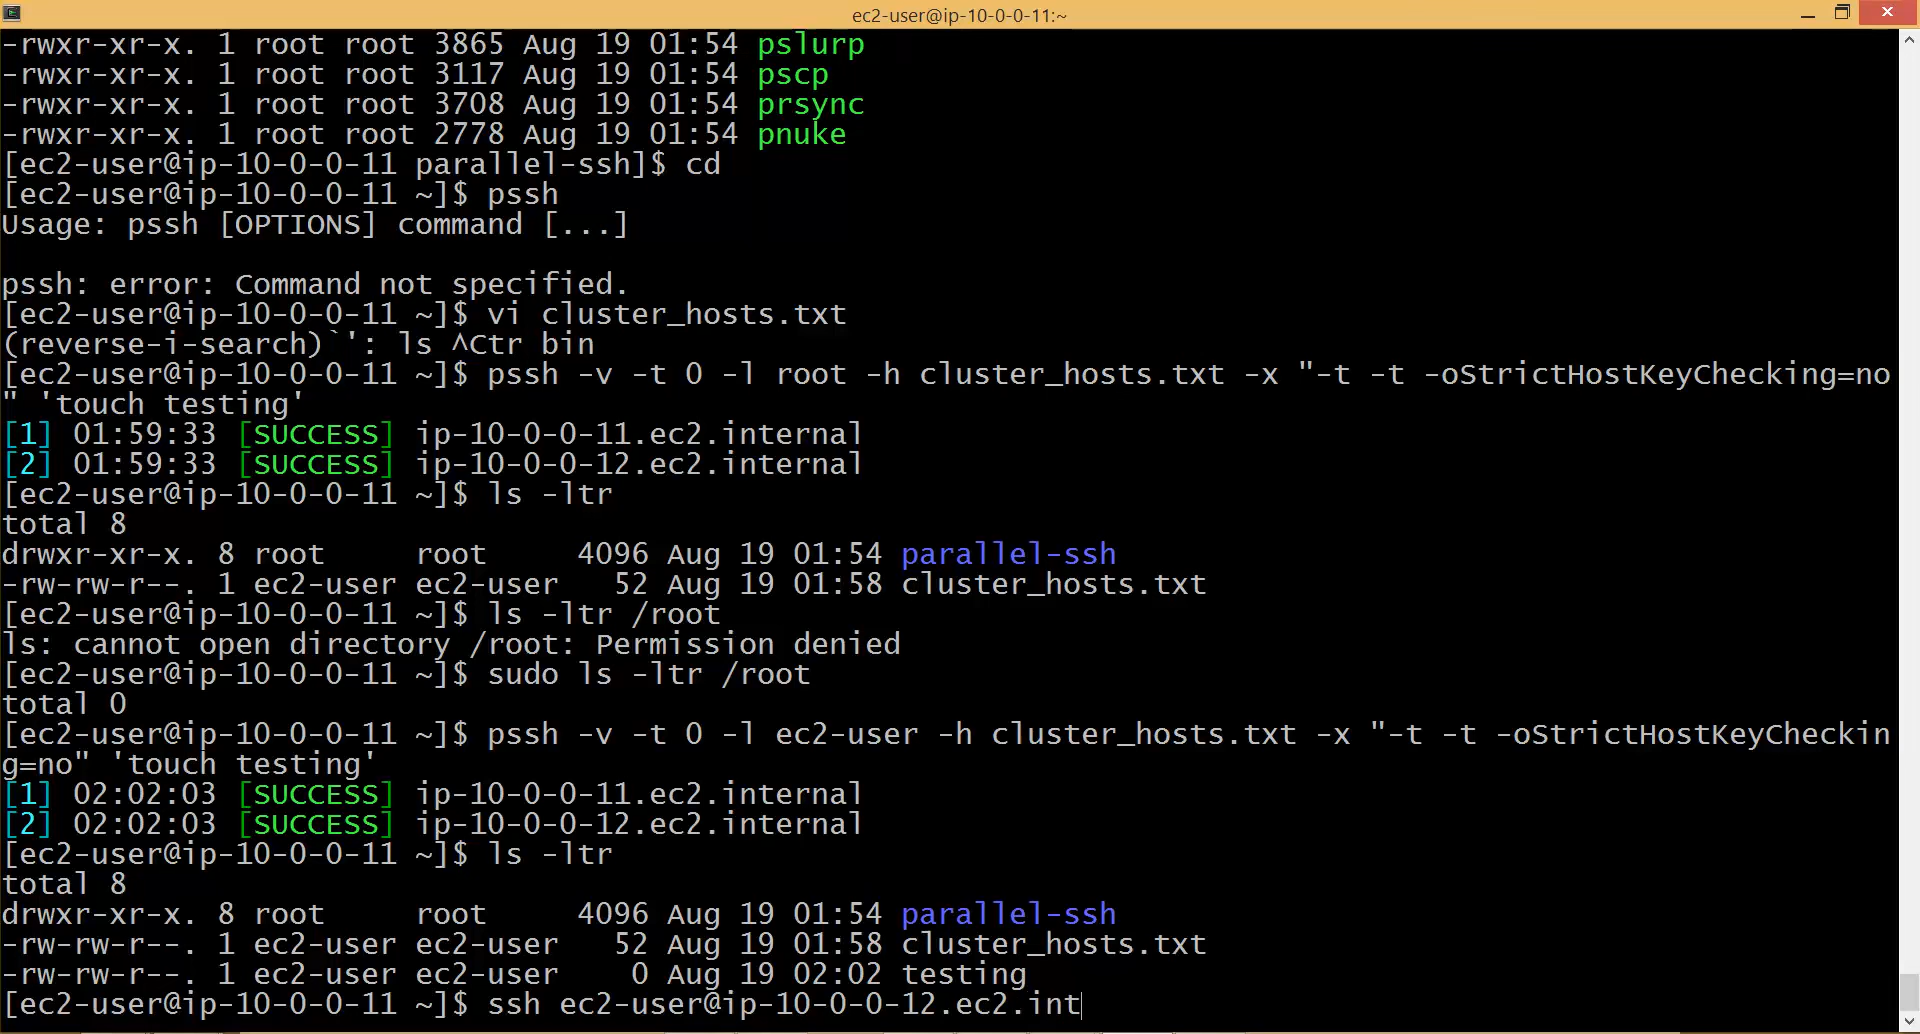 ec2-user@ip-10-0-0-11:~
-rwxr-xr-x. 1 root root 3865 Aug 19 01:54 pslurp
-rwxr-xr-x. 1 root root 3117 Aug 19 01:54 pscp
-rwxr-xr-x. 1 root root 3708 Aug 19 01:54 prsync
-rwxr-xr-x. 1 root root 2778 Aug 19 01:54 pnuke
[ec2-user@ip-10-0-0-11 parallel-ssh]$ cd
[ec2-user@ip-10-0-0-11 ~]$ pssh
Usage: pssh [OPTIONS] command [...]

pssh: error: Command not specified.
[ec2-user@ip-10-0-0-11 ~]$ vi cluster_hosts.txt
(reverse-i-search)`': ls ^Ctr bin
[ec2-user@ip-10-0-0-11 ~]$ pssh -v -t 0 -l root -h cluster_hosts.txt -x "-t -t -oStrictHostKeyChecking=no
" 'touch testing'
[1] 01:59:33 [SUCCESS] ip-10-0-0-11.ec2.internal
[2] 01:59:33 [SUCCESS] ip-10-0-0-12.ec2.internal
[ec2-user@ip-10-0-0-11 ~]$ ls -ltr
total 8
drwxr-xr-x. 8 root     root     4096 Aug 19 01:54 parallel-ssh
-rw-rw-r--. 1 ec2-user ec2-user   52 Aug 19 01:58 cluster_hosts.txt
[ec2-user@ip-10-0-0-11 ~]$ ls -ltr /root
ls: cannot open directory /root: Permission denied
[ec2-user@ip-10-0-0-11 ~]$ sudo ls -ltr /root
total 0
[ec2-user@ip-10-0-0-11 ~]$ pssh -v -t 0 -l ec2-user -h cluster_hosts.txt -x "-t -t -oStrictHostKeyCheckin
g=no" 'touch testing'
[1] 02:02:03 [SUCCESS] ip-10-0-0-11.ec2.internal
[2] 02:02:03 [SUCCESS] ip-10-0-0-12.ec2.internal
[ec2-user@ip-10-0-0-11 ~]$ ls -ltr
total 8
drwxr-xr-x. 8 root     root     4096 Aug 19 01:54 parallel-ssh
-rw-rw-r--. 1 ec2-user ec2-user   52 Aug 19 01:58 cluster_hosts.txt
-rw-rw-r--. 1 ec2-user ec2-user    0 Aug 19 02:02 testing
[ec2-user@ip-10-0-0-11 ~]$ ssh ec2-user@ip-10-0-0-12.ec2.int